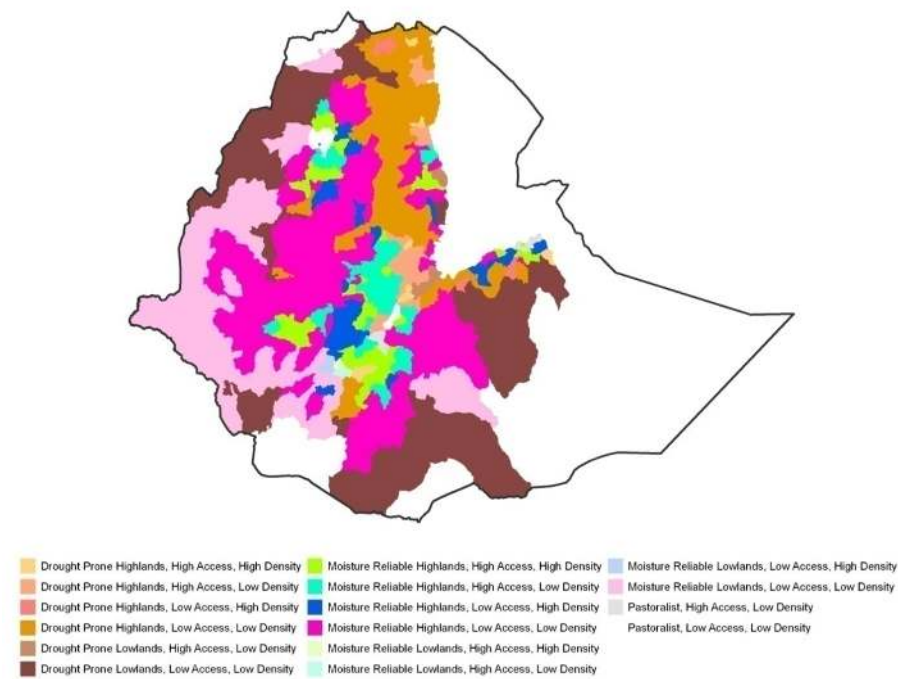 Drought Prone Highlands, High Access, High Density
Drought Prone Highlands, High Access, Low Density
Drought Prone Highlands, Low Access, High Density
Drought Prone Highlands, Low Access, Low Density
Drought Prone Lowlands, High Access, Low Density
Drought Prone Lowlands, Low Access, Low Density
Moisture Reliable Highlands, High Access, High Density
Moisture Reliable Highlands, High Access, Low Density
Moisture Reliable Highlands, Low Access, High Density
Moisture Reliable Highlands, Low Access, Low Density
Moisture Reliable Lowlands, High Access, High Density
Moisture Reliable Lowlands, High Access, Low Density
Moisture Reliable Lowlands, Low Access, High Density
Moisture Reliable Lowlands, Low Access, Low Density
Pastoralist, High Access, Low Density
Pastoralist, Low Access, Low Density